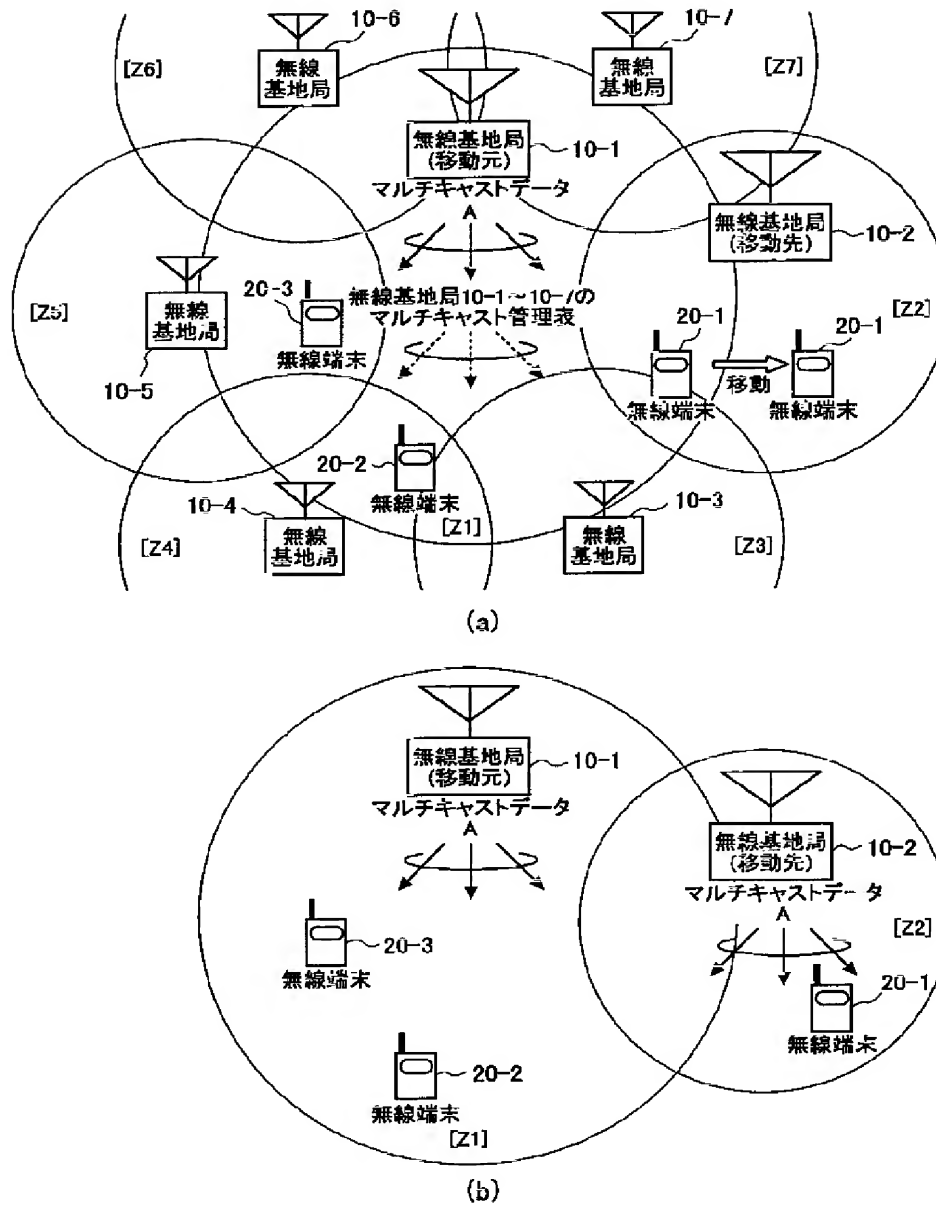 10-6
無線
基地局
[Z6]
10-7
無線
基地局
[Z7]
無線基地局
(移動元)
10-1
マルチキャストデータ
A
無線基地局
(移動先)
10-2
無線基地局10-1～10-7の
マルチキャスト管理表
20-3
無線端末
[Z5]
無線
基地局
10-5
[Z2]
20-1
無線端末
移動
20-1
無線端末
20-2
無線端末
[Z1]
10-4
無線
基地局
[Z4]
10-3
無線
基地局
[Z3]
(a)
無線基地局
(移動元)
10-1
マルチキャストデータ
A
無線基地局
(移動先)
10-2
マルチキャストデータ
A
[Z2]
20-3
無線端末
20-1
無線端末
20-2
無線端末
[Z1]
(b)